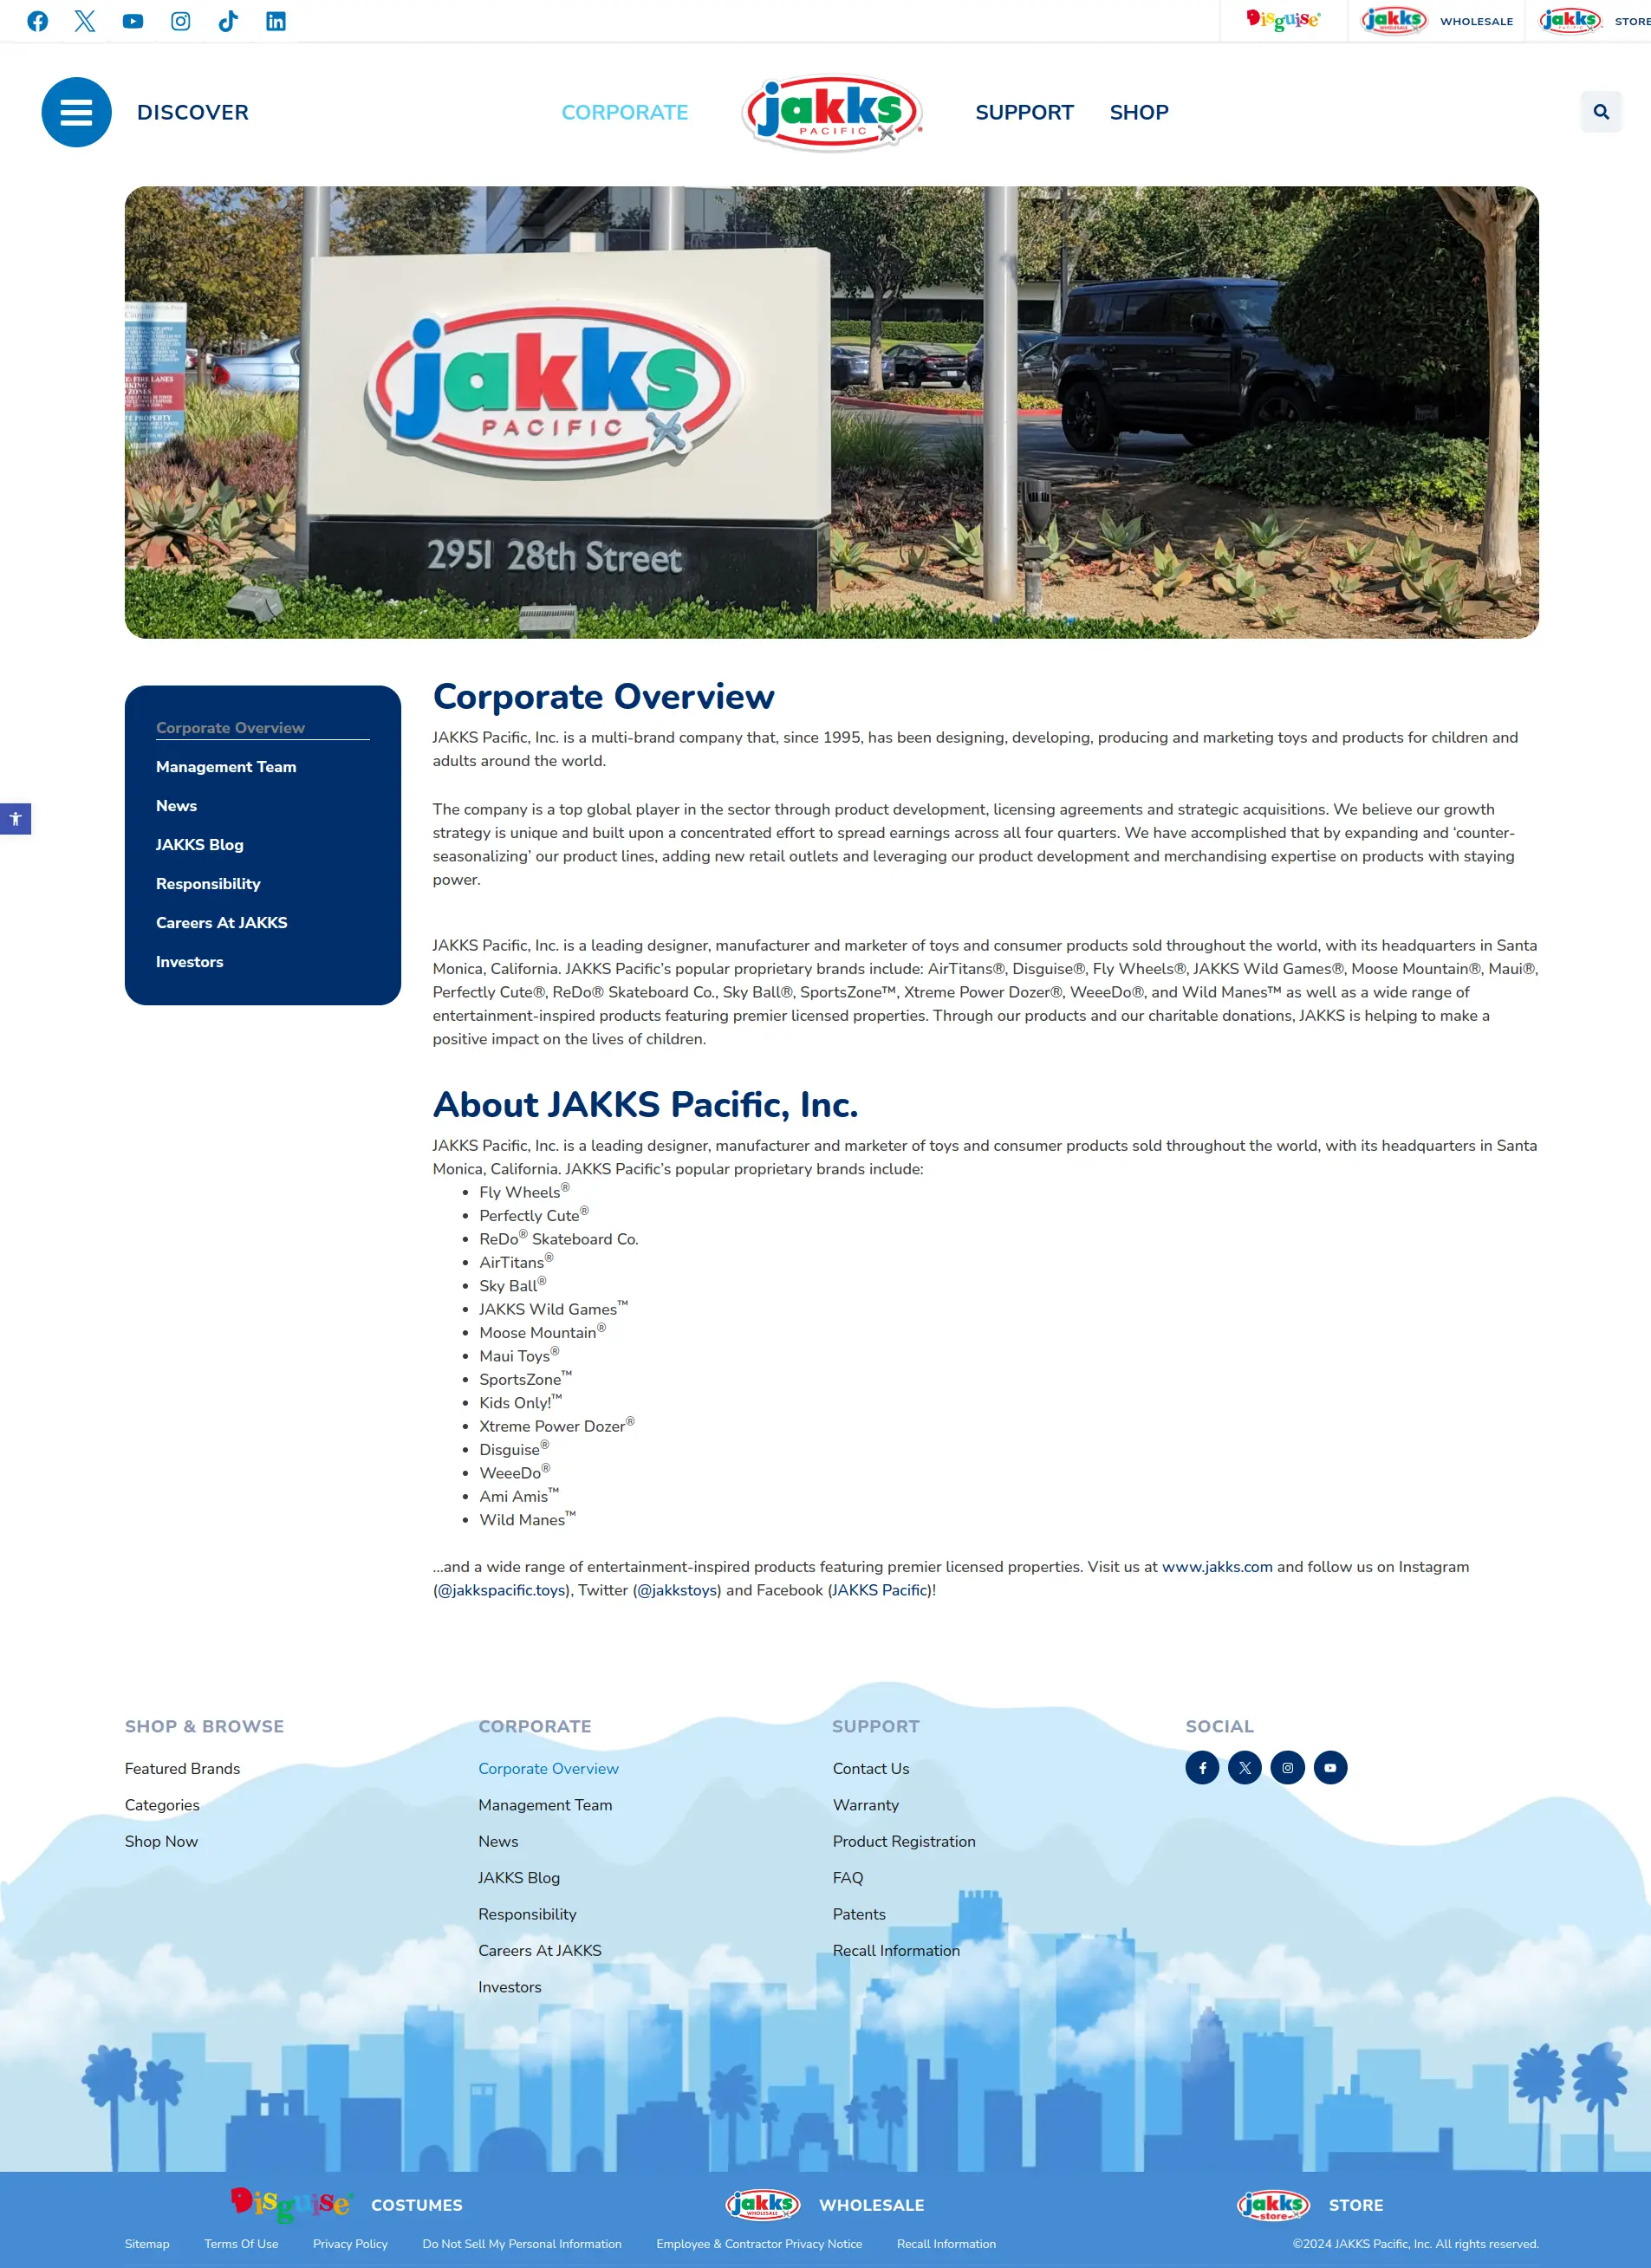 Disguise
jakks WHOLESALE
jakks PACIFIC STORE
DISCOVER
CORPORATE
jakks
PACIFIC
SUPPORT
SHOP
jakks
PACIFIC
2951 28th Street
Corporate Overview
Management Team
News
JAKKS Blog
Responsibility
Careers At JAKKS
Investors
Corporate Overview
JAKKS Pacific, Inc. is a multi-brand company that, since 1995, has been designing, developing, producing and marketing toys and products for children and
adults around the world.
The company is a top global player in the sector through product development, licensing agreements and strategic acquisitions. We believe our growth
strategy is unique and built upon a concentrated effort to spread earnings across all four quarters. We have accomplished that by expanding and ‘counter-
seasonalizing’ our product lines, adding new retail outlets and leveraging our product development and merchandising expertise on products with staying
power.
JAKKS Pacific, Inc. is a leading designer, manufacturer and marketer of toys and consumer products sold throughout the world, with its headquarters in Santa
Monica, California. JAKKS Pacific’s popular proprietary brands include: AirTitans®, Disguise®, Fly Wheels®, JAKKS Wild Games®, Moose Mountain®, Maui®,
Perfectly Cute®, ReDo® Skateboard Co., Sky Ball®, SportsZone™, Xtreme Power Dozer®, WeeeDo®, and Wild Manes™ as well as a wide range of
entertainment-inspired products featuring premier licensed properties. Through our products and our charitable donations, JAKKS is helping to make a
positive impact on the lives of children.
About JAKKS Pacific, Inc.
JAKKS Pacific, Inc. is a leading designer, manufacturer and marketer of toys and consumer products sold throughout the world, with its headquarters in Santa
Monica, California. JAKKS Pacific’s popular proprietary brands include:
• Fly Wheels®
• Perfectly Cute®
• ReDo® Skateboard Co.
• AirTitans®
• Sky Ball®
• JAKKS Wild Games™
• Moose Mountain®
• Maui Toys®
• SportsZone™
• Kids Only!™
• Xtreme Power Dozer®
• Disguise®
• WeeeDo®
• Ami Amis™
• Wild Manes™
…and a wide range of entertainment-inspired products featuring premier licensed properties. Visit us at www.jakks.com and follow us on Instagram
(@jakkspacific.toys), Twitter (@jakkstoys) and Facebook (JAKKS Pacific)!
SHOP & BROWSE
Featured Brands
Categories
Shop Now
CORPORATE
Corporate Overview
Management Team
News
JAKKS Blog
Responsibility
Careers At JAKKS
Investors
SUPPORT
Contact Us
Warranty
Product Registration
FAQ
Patents
Recall Information
SOCIAL
Disguise COSTUMES
jakks WHOLESALE WHOLESALE
jakks store STORE
Sitemap
Terms Of Use
Privacy Policy
Do Not Sell My Personal Information
Employee & Contractor Privacy Notice
Recall Information
©2024 JAKKS Pacific, Inc. All rights reserved.